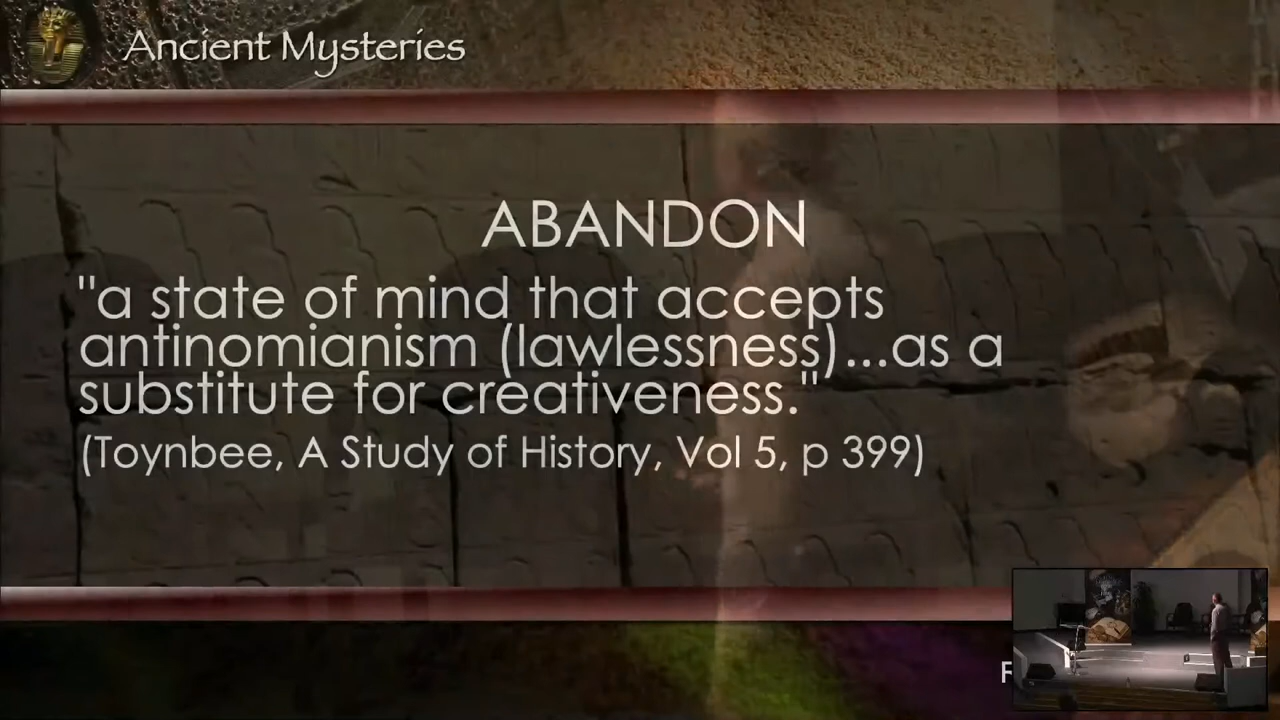 Ancient Mysteries
ABANDON
"a state of mind that accepts
antinomianism (lawlessness)...as a
substitute for creativeness."
(Toynbee, A Study of History, Vol 5, p 399)